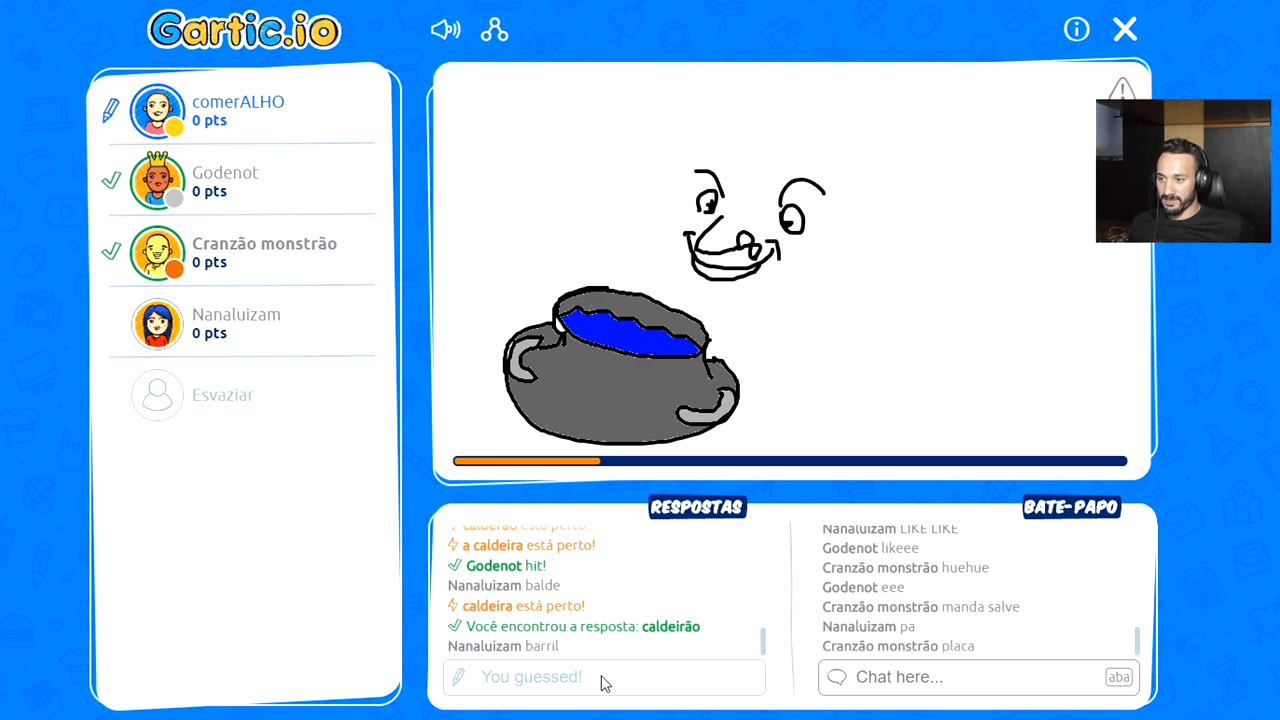 Gartic.io
comerALHO
0 pts
Godenot
0 pts
Cranzão monstrão
0 pts
Nanaluizam
0 pts
Esvaziar
RESPOSTAS
calderão está perto!
a caldeira está perto!
Godenot hit!
Nanaluizam balde
caldeira está perto!
Você encontrou a resposta: caldeirão
Nanaluizam barril
You guessed!
BATE-PAPO
Nanaluizam LIKE LIKE
Godenot likeee
Cranzão monstrão huehue
Godenot eee
Cranzão monstrão manda salve
Nanaluizam pa
Cranzão monstrão placa
Chat here...
aba